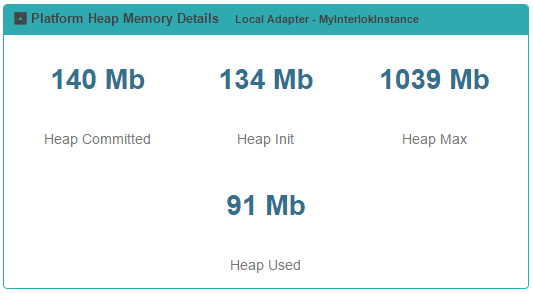 Platform Heap Memory Details Local Adapter - MyInterlokInstance
140 Mb 134 Mb 1039 Mb
Heap Committed Heap Init Heap Max
91 Mb
Heap Used